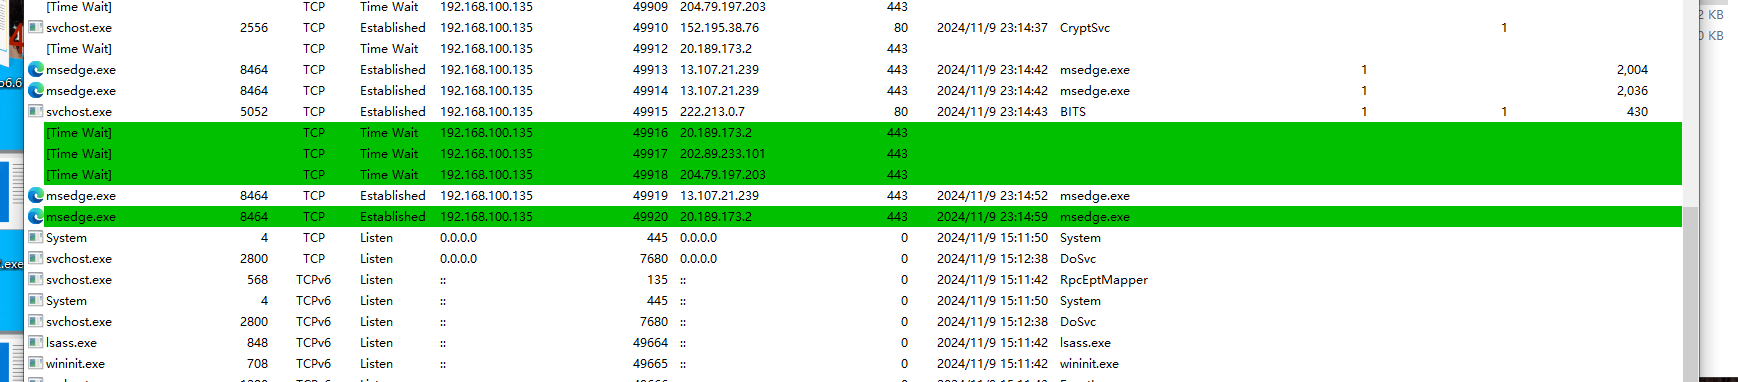 [Time Wait] TCP Time Wait 192.168.100.135 49909 204.79.197.203 443
2 KB
svchost.exe 2556 TCP Established 192.168.100.135 49910 152.195.38.76 80 2024/11/9 23:14:37 CryptSvc 1
0 KB
[Time Wait] TCP Time Wait 192.168.100.135 49912 20.189.173.2 443
msedge.exe 8464 TCP Established 192.168.100.135 49913 13.107.21.239 443 2024/11/9 23:14:42 msedge.exe 1 2,004
o6.6
msedge.exe 8464 TCP Established 192.168.100.135 49914 13.107.21.239 443 2024/11/9 23:14:42 msedge.exe 1 2,036
svchost.exe 5052 TCP Established 192.168.100.135 49915 222.213.0.7 80 2024/11/9 23:14:43 BITS 1 1 430
[Time Wait] TCP Time Wait 192.168.100.135 49916 20.189.173.2 443
[Time Wait] TCP Time Wait 192.168.100.135 49917 202.89.233.101 443
[Time Wait] TCP Time Wait 192.168.100.135 49918 204.79.197.203 443
msedge.exe 8464 TCP Established 192.168.100.135 49919 13.107.21.239 443 2024/11/9 23:14:52 msedge.exe
msedge.exe 8464 TCP Established 192.168.100.135 49920 20.189.173.2 443 2024/11/9 23:14:59 msedge.exe
System 4 TCP Listen 0.0.0.0 445 0.0.0.0 0 2024/11/9 15:11:50 System
svchost.exe 2800 TCP Listen 0.0.0.0 7680 0.0.0.0 0 2024/11/9 15:12:38 DoSvc
.exe
svchost.exe 568 TCPv6 Listen :: 135 :: 0 2024/11/9 15:11:42 RpcEptMapper
System 4 TCPv6 Listen :: 445 :: 0 2024/11/9 15:11:50 System
svchost.exe 2800 TCPv6 Listen :: 7680 :: 0 2024/11/9 15:12:38 DoSvc
lsass.exe 848 TCPv6 Listen :: 49664 :: 0 2024/11/9 15:11:42 lsass.exe
wininit.exe 708 TCPv6 Listen :: 49665 :: 0 2024/11/9 15:11:42 wininit.exe